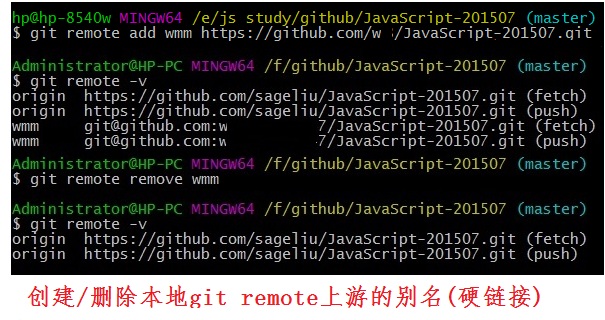 hp@hp-8540w MINGW64 /e/js study/github/JavaScript-201507 (master)
$ git remote add wmm https://github.com/w /JavaScript-201507.git
Administrator@HP-PC MINGW64 /f/github/JavaScript-201507 (master)
$ git remote -v
origin  https://github.com/sageliu/JavaScript-201507.git (fetch)
origin  https://github.com/sageliu/JavaScript-201507.git (push)
wmm     git@github.com:w 7/JavaScript-201507.git (fetch)
wmm     git@github.com:w 7/JavaScript-201507.git (push)
Administrator@HP-PC MINGW64 /f/github/JavaScript-201507 (master)
$ git remote remove wmm
Administrator@HP-PC MINGW64 /f/github/JavaScript-201507 (master)
$ git remote -v
origin  https://github.com/sageliu/JavaScript-201507.git (fetch)
origin  https://github.com/sageliu/JavaScript-201507.git (push)
创建/删除本地git remote上游的别名(硬链接)